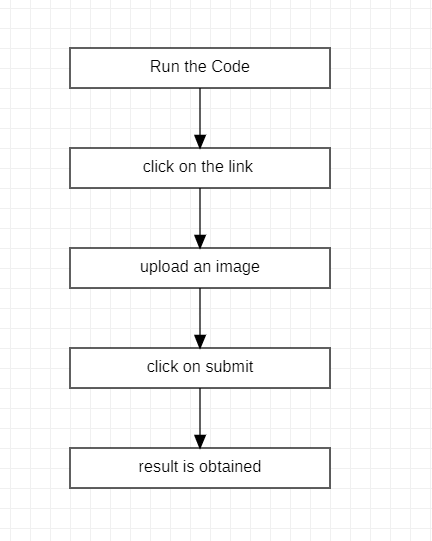 Run the Code
click on the link
upload an image
click on submit
result is obtained